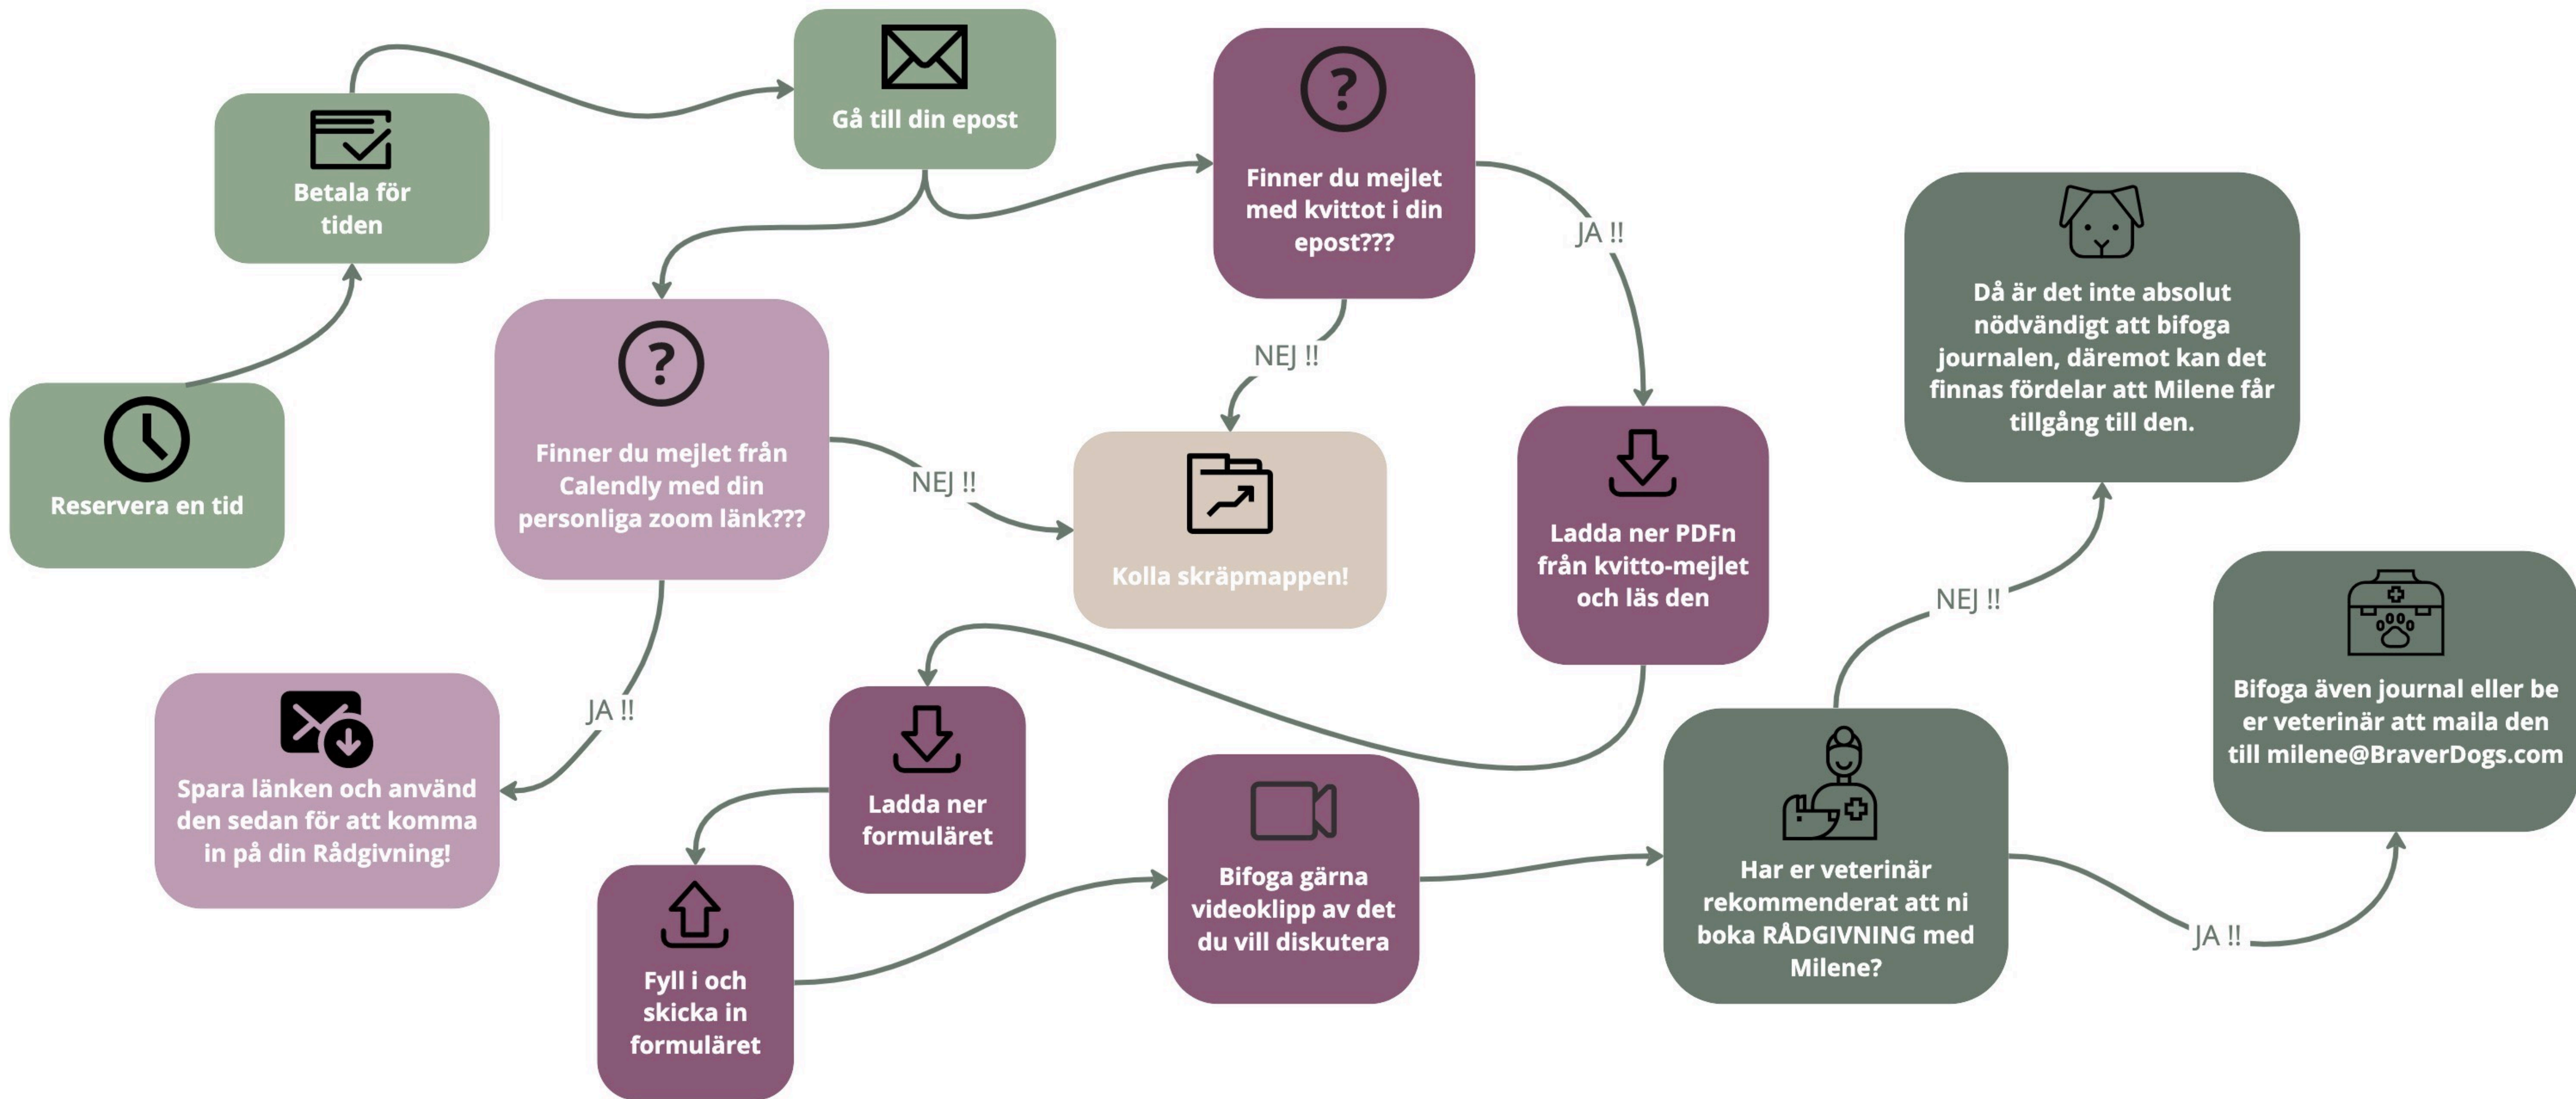 Reservera en tid
Betala för
tiden
Gå till din epost
?
Finner du mejlet
med kvittot i din
epost???
JA !!
NEJ !!
?
Finner du mejlet från
Calendly med din
personliga zoom länk???
NEJ !!
Kolla skräpmappen!
JA !!
Spara länken och använd
den sedan för att komma
in på din Rådgivning!
Ladda ner PDFn
från kvitto-mejlet
och läs den
Ladda ner
formuläret
Fyll i och
skicka in
formuläret
Bifoga gärna
videoklipp av det
du vill diskutera
Har er veterinär
rekommenderat att ni
boka RÅDGIVNING med
Milene?
NEJ !!
Då är det inte absolut
nödvändigt att bifoga
journalen, däremot kan det
finnas fördelar att Milene får
tillgång till den.
JA !!
Bifoga även journal eller be
er veterinär att maila den
till milene@BraverDogs.com